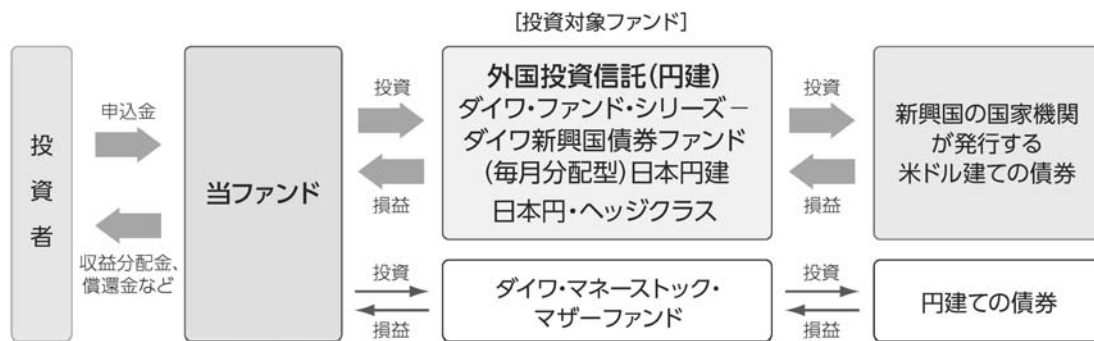 [投資対象ファンド]
投資者
申込金
収益分配金、
償還金など
当ファンド
投資
損益
外国投資信託(円建)
ダイワ・ファンド・シリーズ－
ダイワ新興国債券ファンド
(毎月分配型)日本円建
日本円・ヘッジクラス
投資
損益
新興国の国家機関
が発行する
米ドル建ての債券
投資
損益
ダイワ・マネーストック・
マザーファンド
投資
損益
円建ての債券